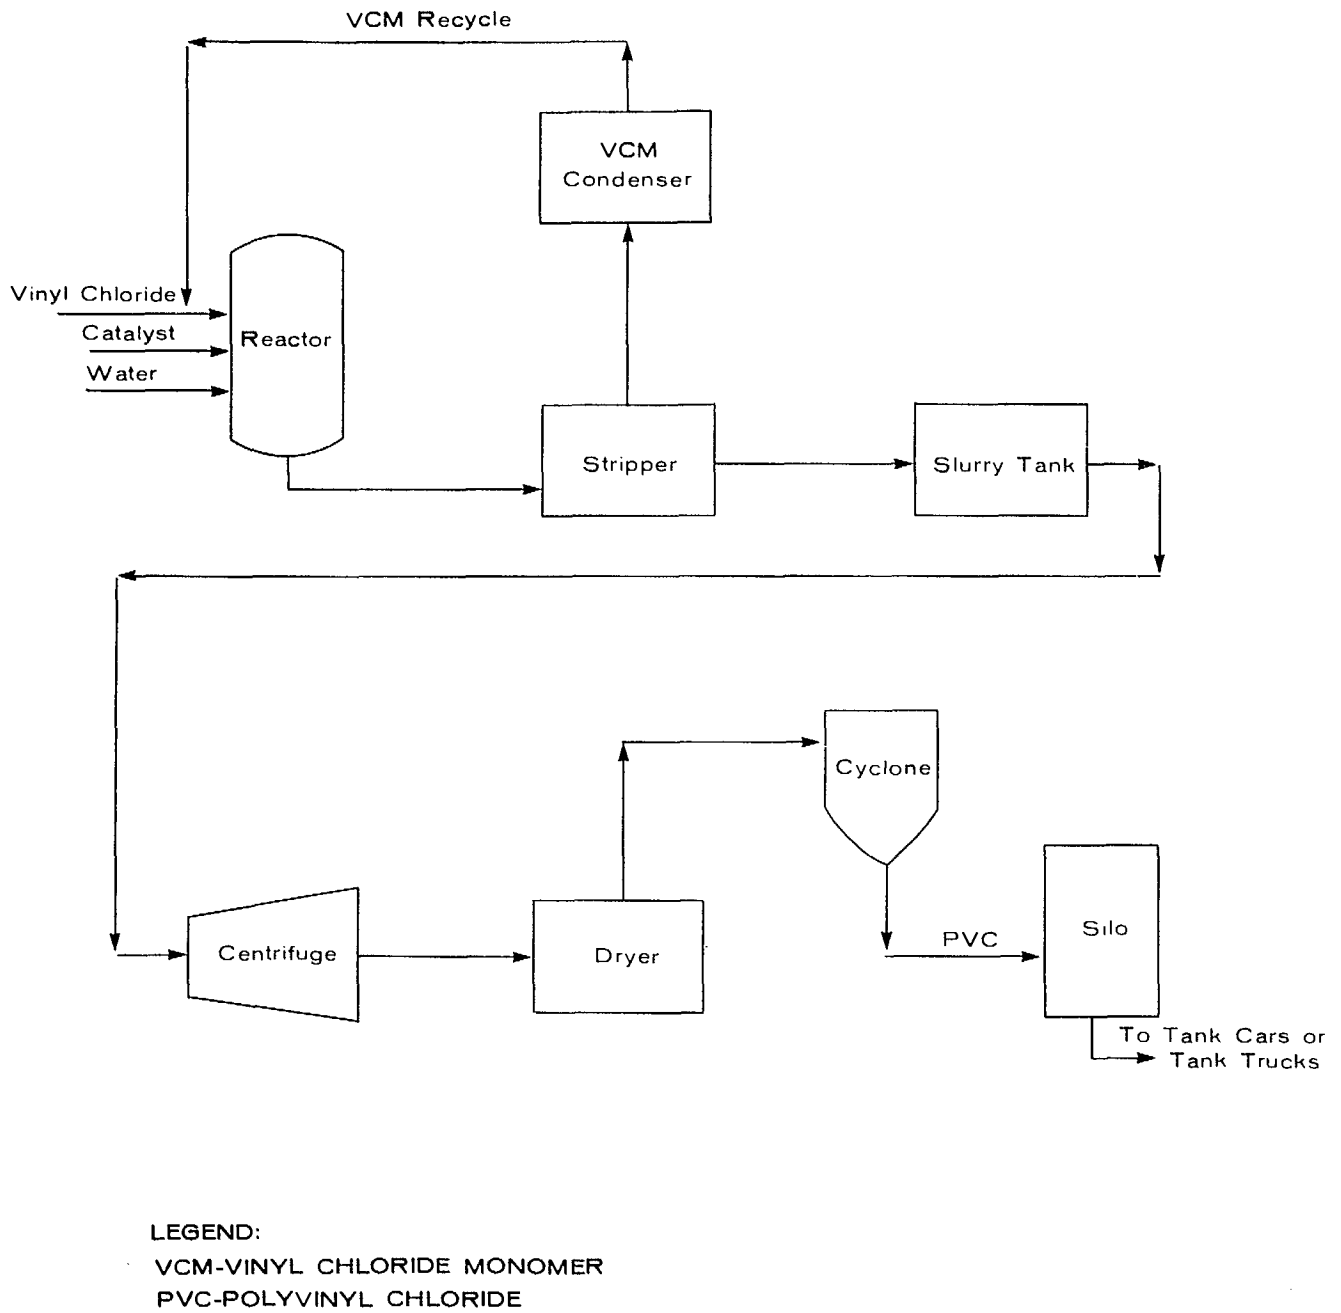 VCM Recycle
VCM
Condenser
Vinyl Chloride
Catalyst
Water
Reactor
Stripper
Slurry Tank
Cyclone
Centrifuge
Dryer
PVC
Silo
To Tank Cars or
Tank Trucks
LEGEND:
VCM-VINYL CHLORIDE MONOMER
PVC-POLYVINYL CHLORIDE